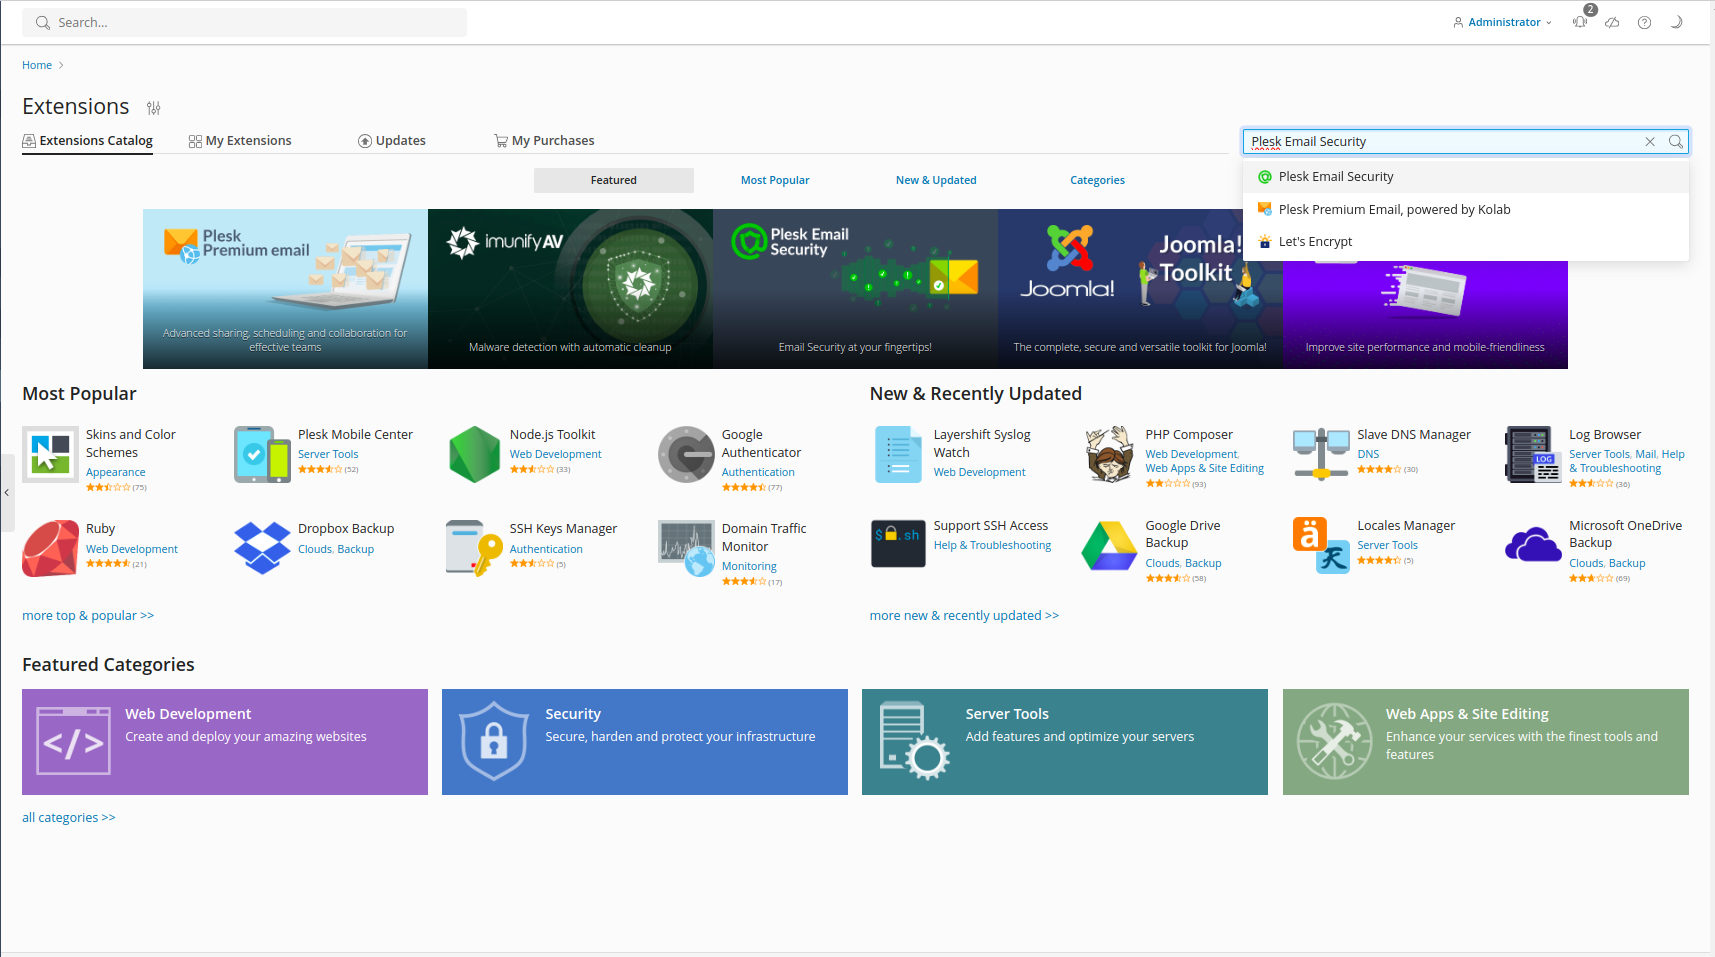 Search...
Administrator
2
Home
Extensions
Extensions Catalog
My Extensions
Updates
My Purchases
Plesk Email Security
Plesk Email Security
Plesk Premium Email, powered by Kolab
Let's Encrypt
Featured
Most Popular
New & Updated
Categories
Plesk
Premium email
Advanced sharing, scheduling and collaboration for
effective teams
imunifyAV
Malware detection with automatic cleanup
Plesk Email
Security
Email Security at your fingertips!
Joomla!
Joomla!
Toolkit
The complete, secure and versatile toolkit for Joomla!
Improve site performance and mobile-friendliness
Most Popular
Skins and Color
Schemes
Appearance
(75)
Plesk Mobile Center
Server Tools
(52)
Node.js Toolkit
Web Development
(33)
Google
Authenticator
Authentication
(77)
Ruby
Web Development
(21)
Dropbox Backup
Clouds, Backup
SSH Keys Manager
Authentication
(5)
Domain Traffic
Monitor
Monitoring
(17)
more top & popular >>
New & Recently Updated
Layershift Syslog
Watch
Web Development
PHP Composer
Web Development,
Web Apps & Site Editing
(93)
Slave DNS Manager
DNS
(30)
LOG
Log Browser
Server Tools, Mail, Help
& Troubleshooting
(36)
$ .sh
Support SSH Access
Help & Troubleshooting
Google Drive
Backup
Clouds, Backup
(58)
ä
Locales Manager
Server Tools
(5)
Microsoft OneDrive
Backup
Clouds, Backup
(69)
more new & recently updated >>
Featured Categories
</>
Web Development
Create and deploy your amazing websites
Security
Secure, harden and protect your infrastructure
Server Tools
Add features and optimize your servers
Web Apps & Site Editing
Enhance your services with the finest tools and
features
all categories >>